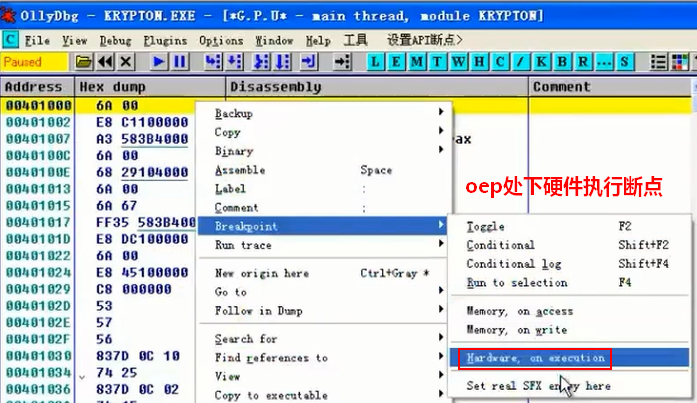 OllyDbg - KRYPTON.EXE - [*G.P.U* - main thread, module KRYPTON]
C File View Debug Plugins Options Window Help 工具 设置API断点>
Paused L E M T W H C / K B R ... S
Address Hex dump Disassembly Comment
00401000 6A 00
00401002 E8 C1100000
00401007 A3 583B4000 ax
0040100C 6A 00
0040100E 68 29104000
00401013 6A 00
00401015 6A 67
00401017 FF35 583B400
0040101D E8 DC100000
00401022 6A 00
00401024 E8 45100000
00401029 C8 000000
0040102D 53
0040102E 57
0040102F 56
00401030 837D 0C 10
00401034 74 25
00401036 837D 0C 02
Backup
Copy
Binary
Assemble Space
Label :
Comment ;
Breakpoint
Run trace
New origin here Ctrl+Gray *
Go to
Follow in Dump
Search for
Find references to
View
Copy to executable
oep处下硬件执行断点
Toggle F2
Conditional Shift+F2
Conditional log Shift+F4
Run to selection F4
Memory, on access
Memory, on write
Hardware, on execution
Set real SFX entry here